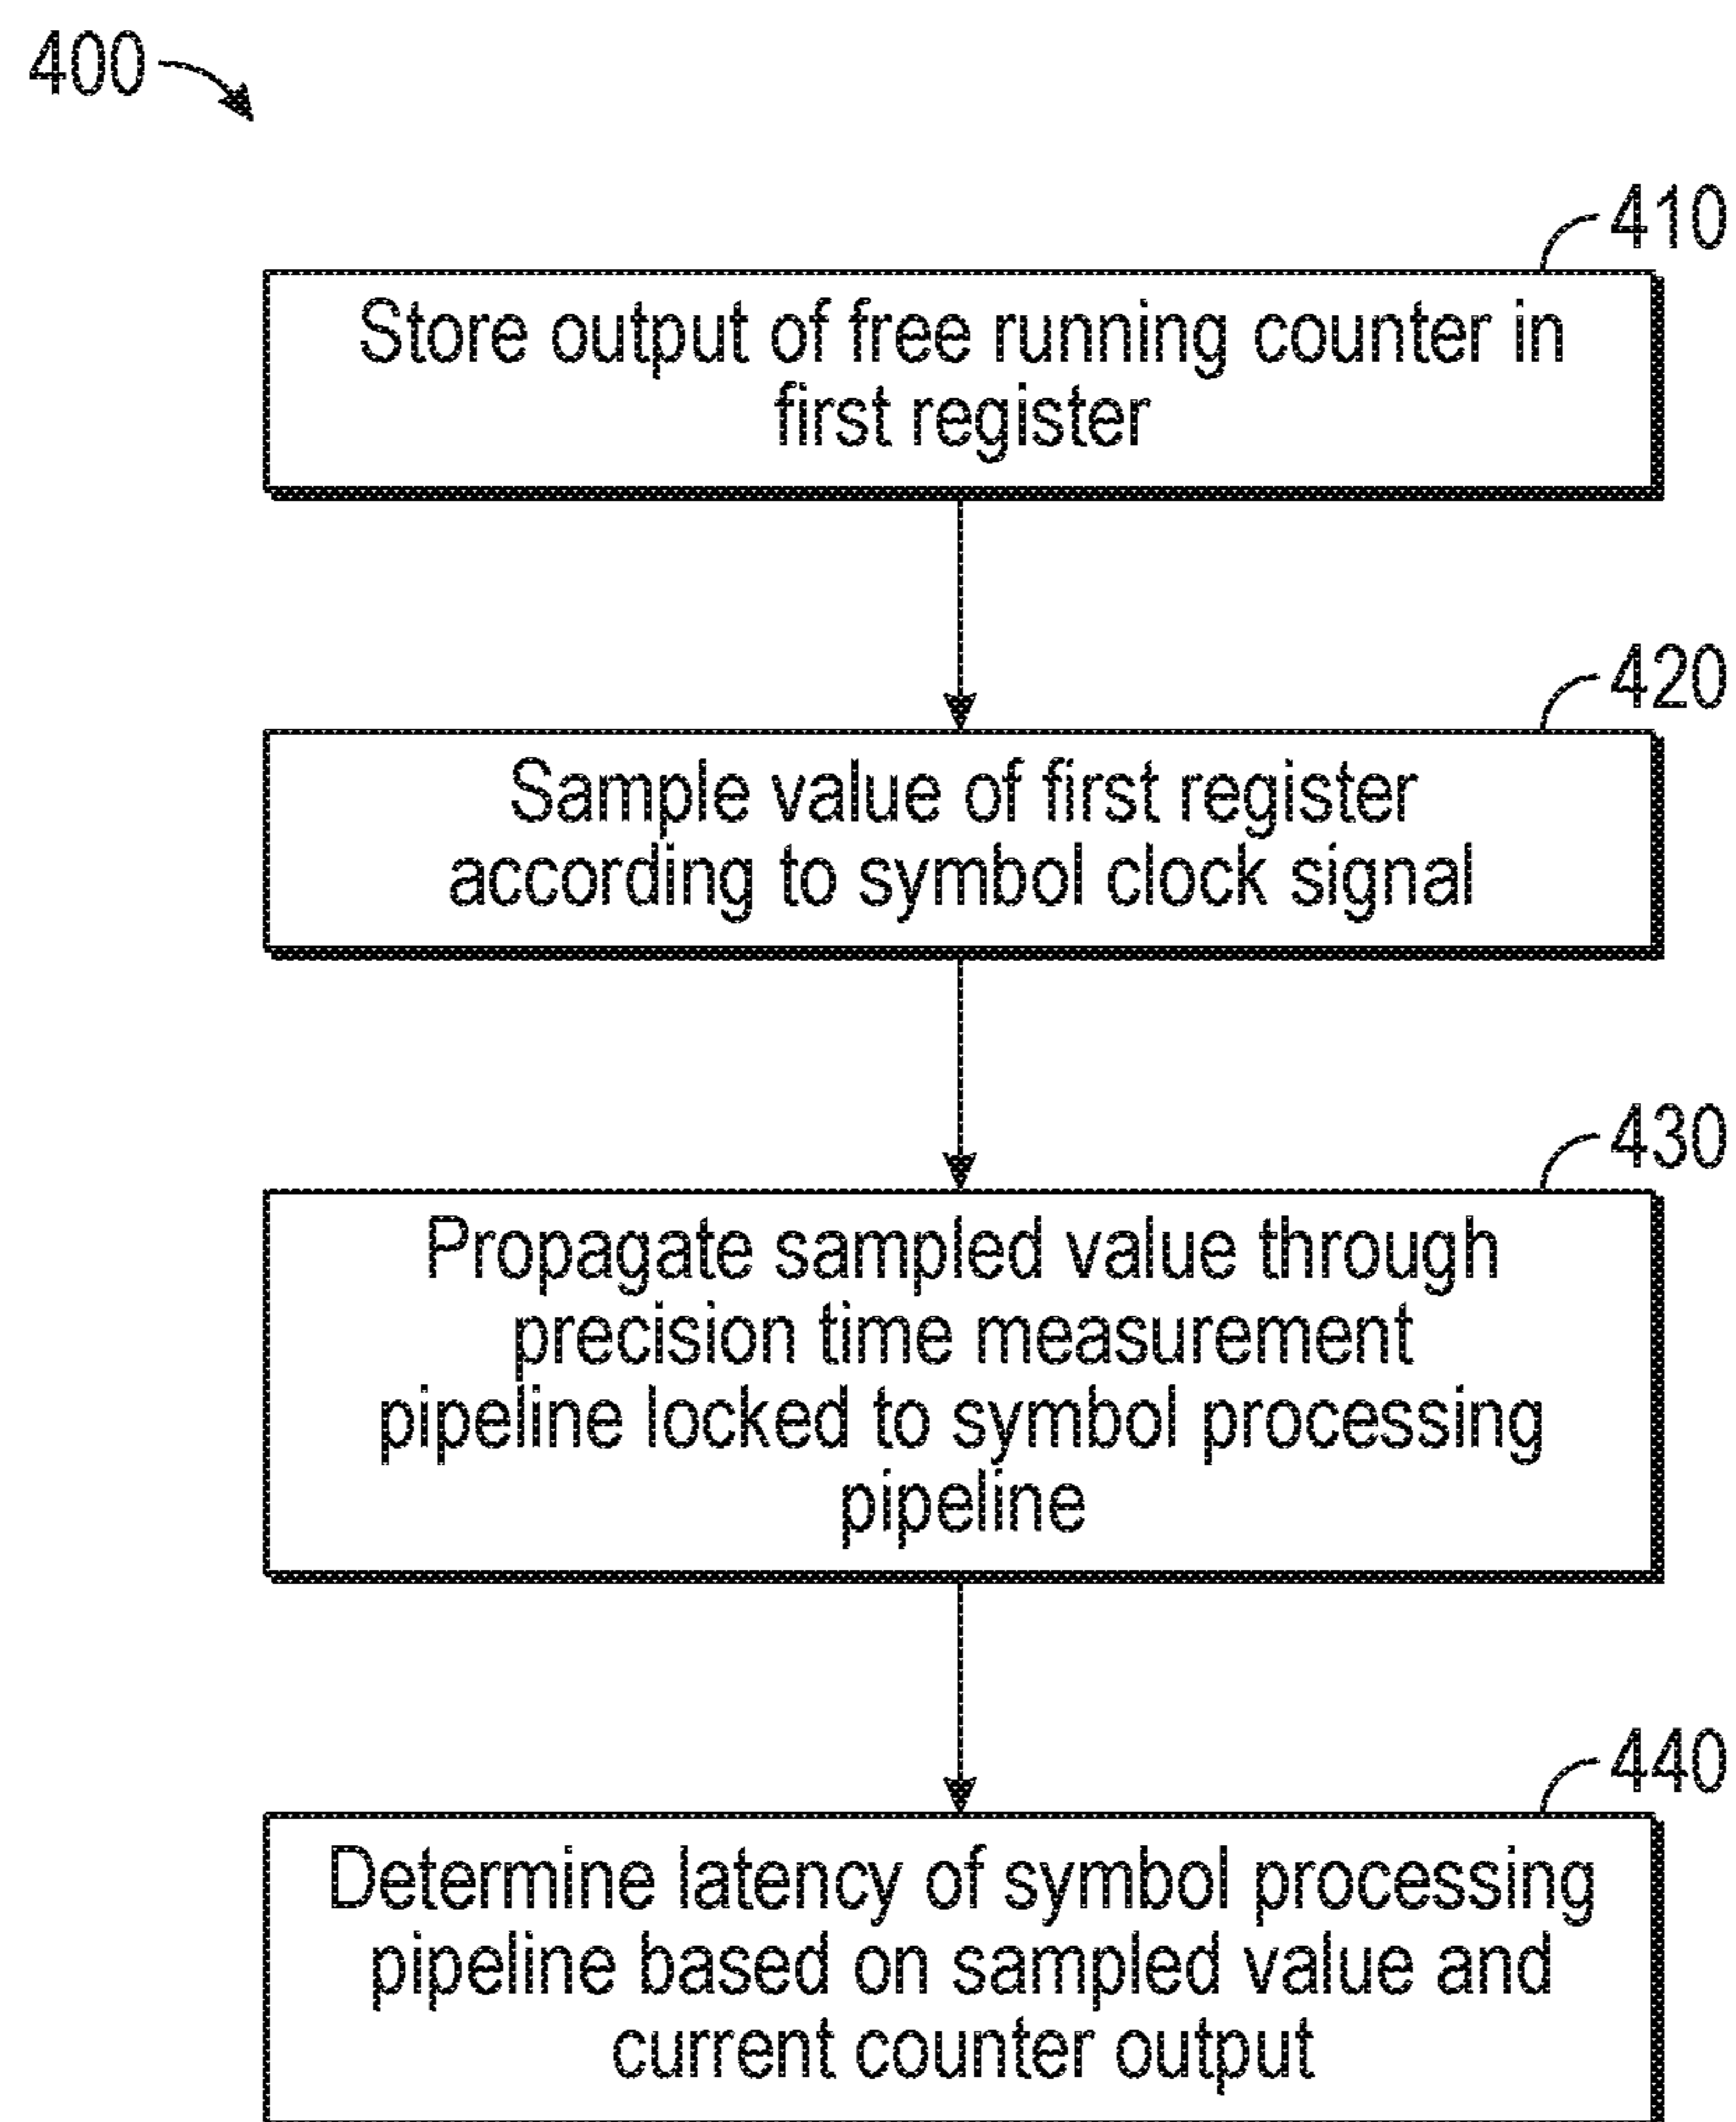 400
410
Store output of free running counter in
first register
420
Sample value of first register
according to symbol clock signal
430
Propagate sampled value through
precision time measurement
pipeline locked to symbol processing
pipeline
440
Determine latency of symbol processing
pipeline based on sampled value and
current counter output